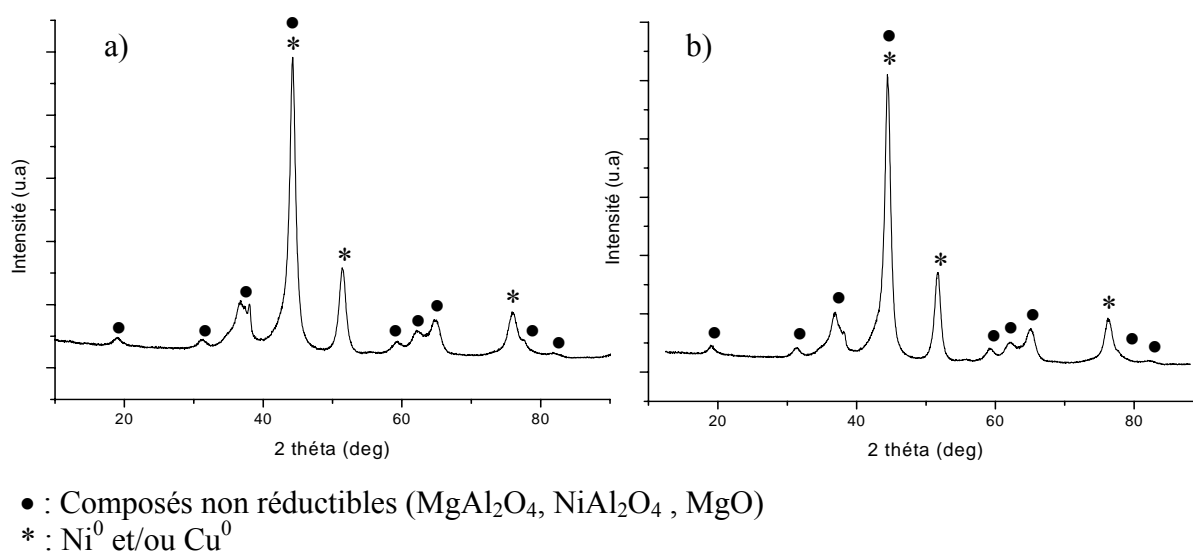 a)
b)
Intensité (u.a)
Intensité (u.a)
20 40 60 80
20 40 60 80
2 théta (deg)
2 théta (deg)
● : Composés non réductibles (MgAl₂O₄, NiAl₂O₄ , MgO)
* : Ni⁰ et/ou Cu⁰